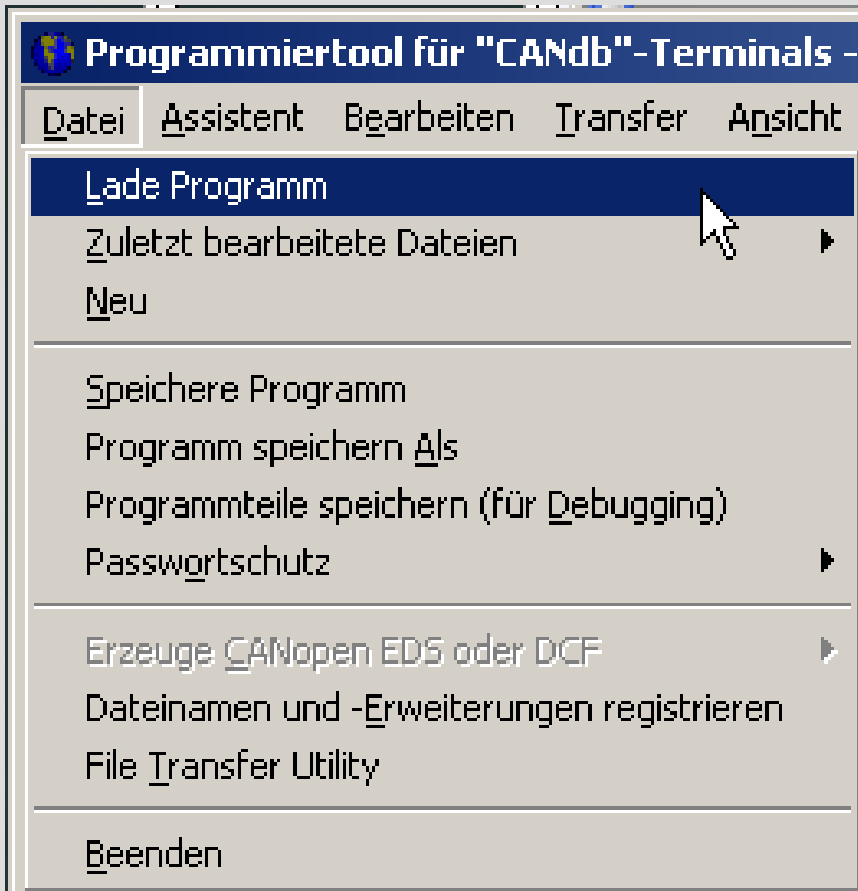 Programmiertool für "CANdb"-Terminals -
Datei Assistent Bearbeiten Transfer Ansicht
Lade Programm
Zuletzt bearbeitete Dateien
Neu
Speichere Programm
Programm speichern Als
Programmteile speichern (für Debugging)
Passwortschutz
Erzeuge CANopen EDS oder DCF
Dateinamen und -Erweiterungen registrieren
File Transfer Utility
Beenden